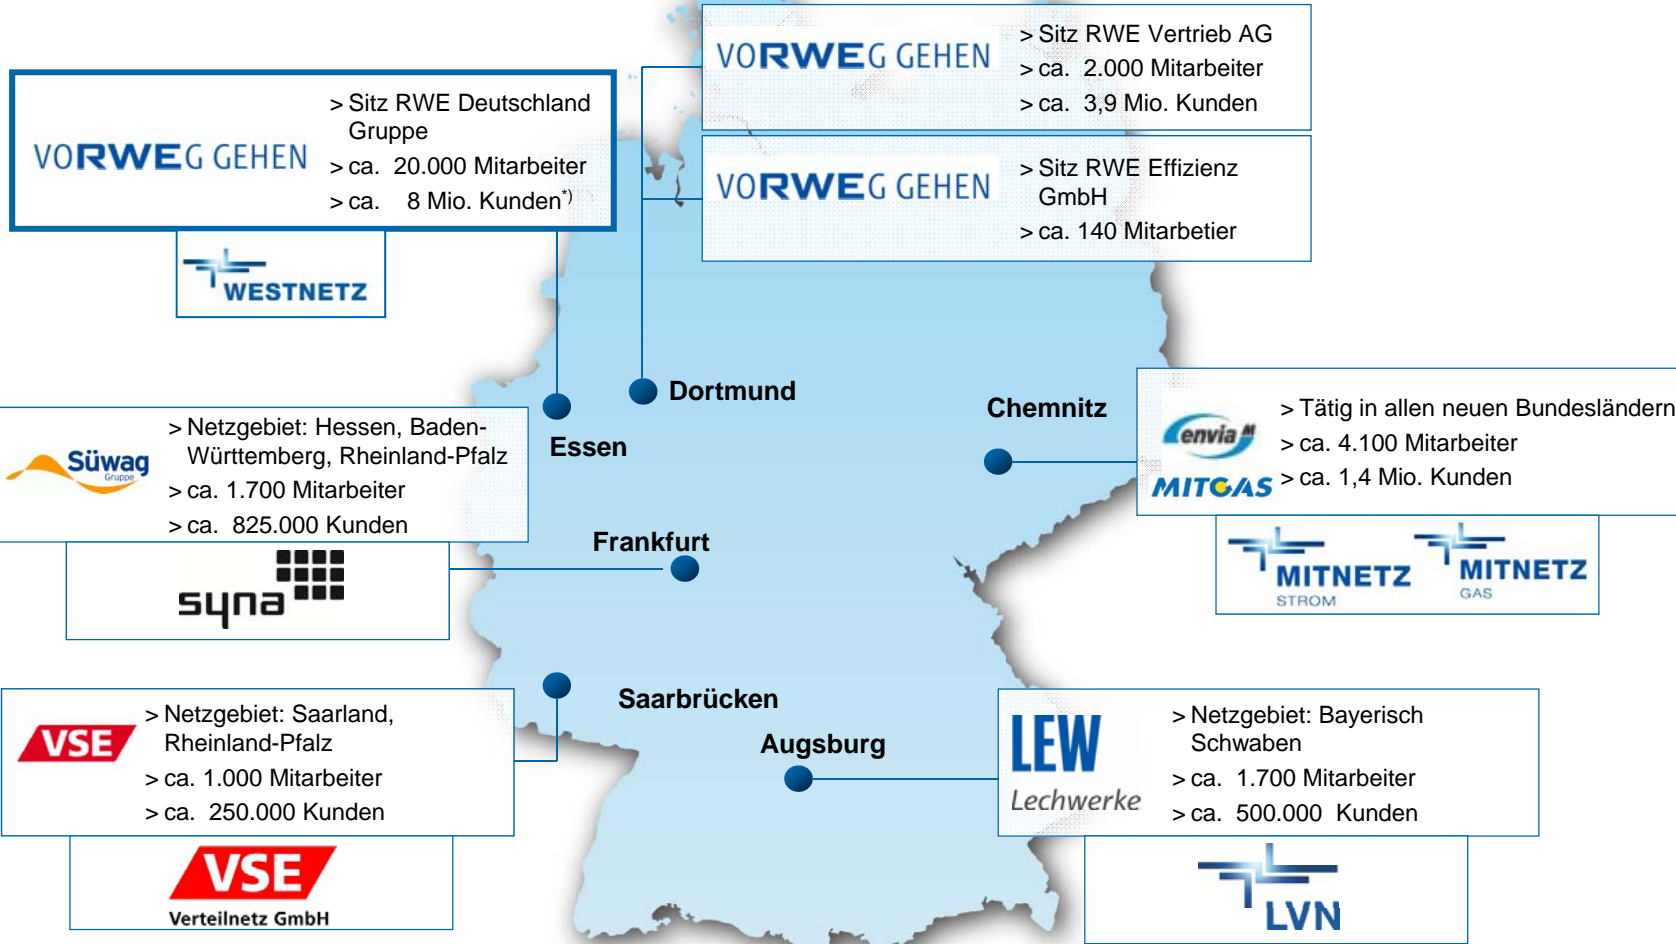 VORWEG GEHEN
> Sitz RWE Vertrieb AG
> ca. 2.000 Mitarbeiter
> ca. 3,9 Mio. Kunden
VORWEG GEHEN
> Sitz RWE Deutschland
Gruppe
> ca. 20.000 Mitarbeiter
> ca. 8 Mio. Kunden*)
VORWEG GEHEN
> Sitz RWE Effizienz
GmbH
> ca. 140 Mitarbetier
WESTNETZ
Dortmund
Essen
Chemnitz
envia M
MITGAS
> Tätig in allen neuen Bundesländern
> ca. 4.100 Mitarbeiter
> ca. 1,4 Mio. Kunden
Süwag
Gruppe
> Netzgebiet: Hessen, Baden-
Württemberg, Rheinland-Pfalz
> ca. 1.700 Mitarbeiter
> ca. 825.000 Kunden
Frankfurt
syna
MITNETZ
STROM
MITNETZ
GAS
Saarbrücken
Augsburg
VSE
> Netzgebiet: Saarland,
Rheinland-Pfalz
> ca. 1.000 Mitarbeiter
> ca. 250.000 Kunden
LEW
Lechwerke
> Netzgebiet: Bayerisch
Schwaben
> ca. 1.700 Mitarbeiter
> ca. 500.000 Kunden
VSE
Verteilnetz GmbH
LVN